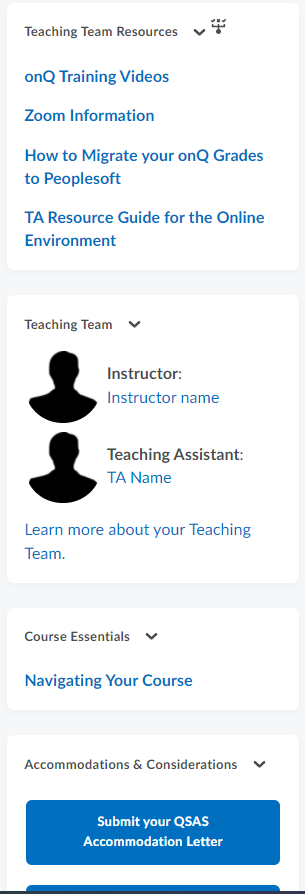 Teaching Team Resources
onQ Training Videos
Zoom Information
How to Migrate your onQ Grades
to Peoplesoft
TA Resource Guide for the Online
Environment
Teaching Team
Instructor:
Instructor name
Teaching Assistant:
TA Name
Learn more about your Teaching
Team.
Course Essentials
Navigating Your Course
Accommodations & Considerations
Submit your QSAS
Accommodation Letter